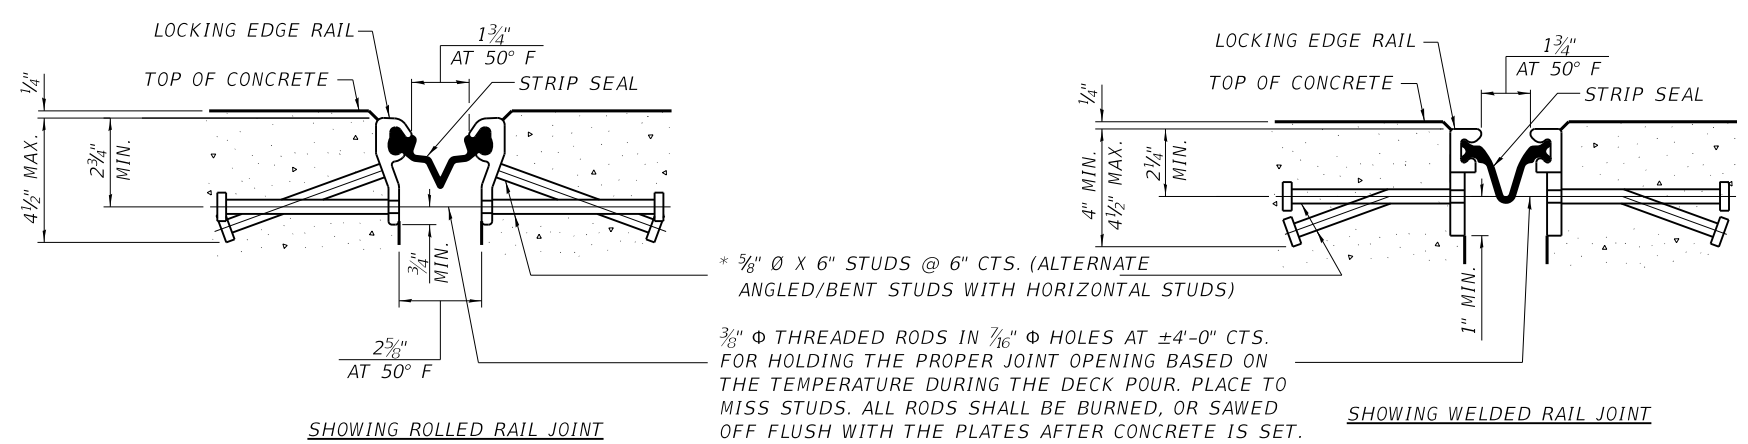 LOCKING EDGE RAIL
1¾"
AT 50° F
TOP OF CONCRETE
STRIP SEAL
¼"
4½" MAX.
2¾"
MIN.
¾"
MIN.
2⅝"
AT 50° F
SHOWING ROLLED RAIL JOINT
* ⅝" Ø X 6" STUDS @ 6" CTS. (ALTERNATE
ANGLED/BENT STUDS WITH HORIZONTAL STUDS)
⅜" Φ THREADED RODS IN 7⁄16" Φ HOLES AT ±4'-0" CTS.
FOR HOLDING THE PROPER JOINT OPENING BASED ON
THE TEMPERATURE DURING THE DECK POUR. PLACE TO
MISS STUDS. ALL RODS SHALL BE BURNED, OR SAWED
OFF FLUSH WITH THE PLATES AFTER CONCRETE IS SET.
LOCKING EDGE RAIL
1¾"
AT 50° F
TOP OF CONCRETE
STRIP SEAL
¼"
4" MIN.
4½" MAX.
2¼"
MIN.
1" MIN.
SHOWING WELDED RAIL JOINT